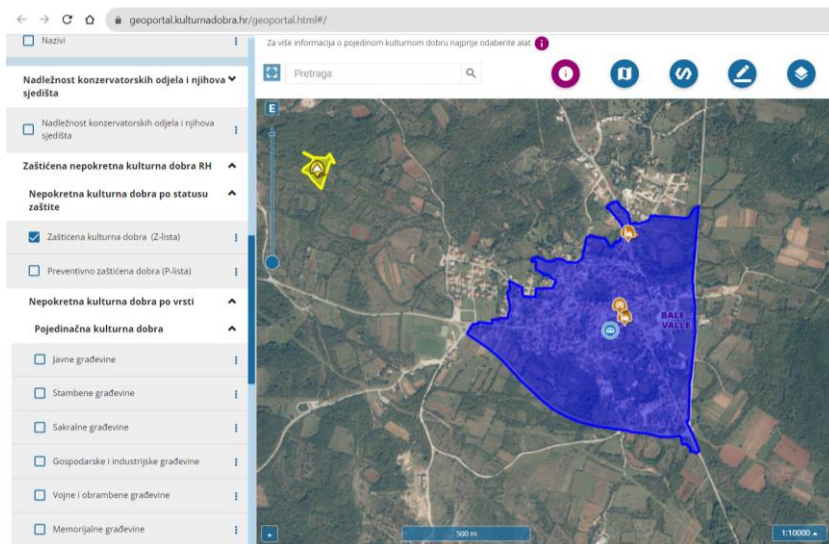 geoportal.kulturnadobra.hr/geoportal.html#/
Nazivi
Nadležnost konzervatorskih odjela i njihova
sjedišta
Nadležnost konzervatorskih odjela i njihova
sjedišta
Zaštićena nepokretna kulturna dobra RH
Nepokretna kulturna dobra po statusu
zaštite
Zaštićena kulturna dobra (Z-lista)
Preventivno zaštićena dobra (P-lista)
Nepokretna kulturna dobra po vrsti
Pojedinačna kulturna dobra
Javne građevine
Stambene građevine
Sakralne građevine
Gospodarske i industrijske građevine
Vojne i obrambene građevine
Memorijalne građevine
Za više informacija o pojedinom kulturnom dobru najprije odaberite alat
Pretraga
E
BALE -
VALLE
500 m
1:10000